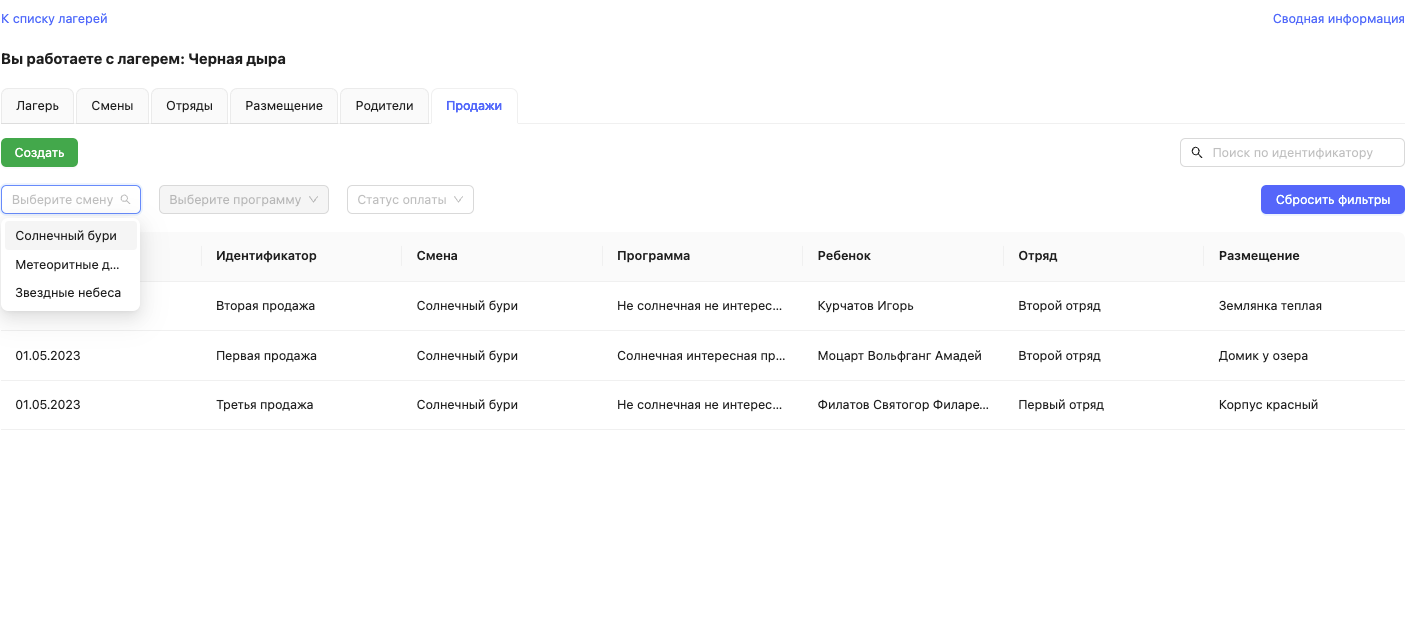 К списку лагерей
Сводная информация
Вы работаете с лагерем: Черная дыра
Лагерь Смены Отряды Размещение Родители Продажи
Создать
Поиск по идентификатору
Выберите смену Выберите программу Статус оплаты Сбросить фильтры
Солнечный бури
Метеоритные д...
Звездные небеса
Идентификатор Смена Программа Ребенок Отряд Размещение
Вторая продажа Солнечный бури Не солнечная не интерес... Курчатов Игорь Второй отряд Землянка теплая
01.05.2023 Первая продажа Солнечный бури Солнечная интересная пр... Моцарт Вольфганг Амадей Второй отряд Домик у озера
01.05.2023 Третья продажа Солнечный бури Не солнечная не интерес... Филатов Святогор Филаре... Первый отряд Корпус красный